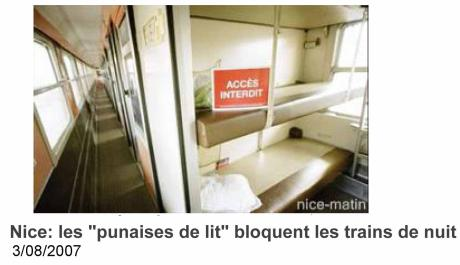 ACCÈS
INTERDIT
nice-matin
Nice: les "punaises de lit" bloquent les trains de nuit
3/08/2007